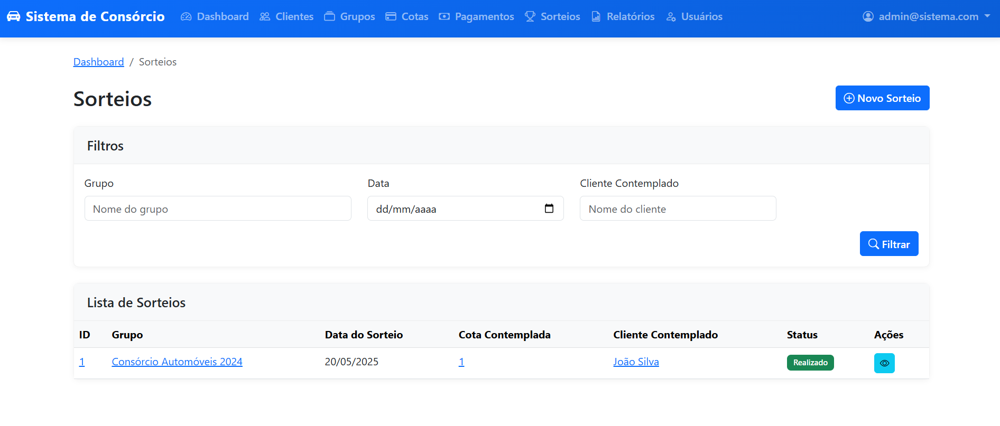 Sistema de Consórcio Dashboard Clientes Grupos Cotas Pagamentos Sorteios Relatórios Usuários admin@sistema.com
Dashboard / Sorteios
Sorteios
Novo Sorteio
Filtros
Grupo Data Cliente Contemplado
Nome do grupo dd/mm/aaaa Nome do cliente
Filtrar
Lista de Sorteios
ID Grupo Data do Sorteio Cota Contemplada Cliente Contemplado Status Ações
1 Consórcio Automóveis 2024 20/05/2025 1 João Silva Realizado